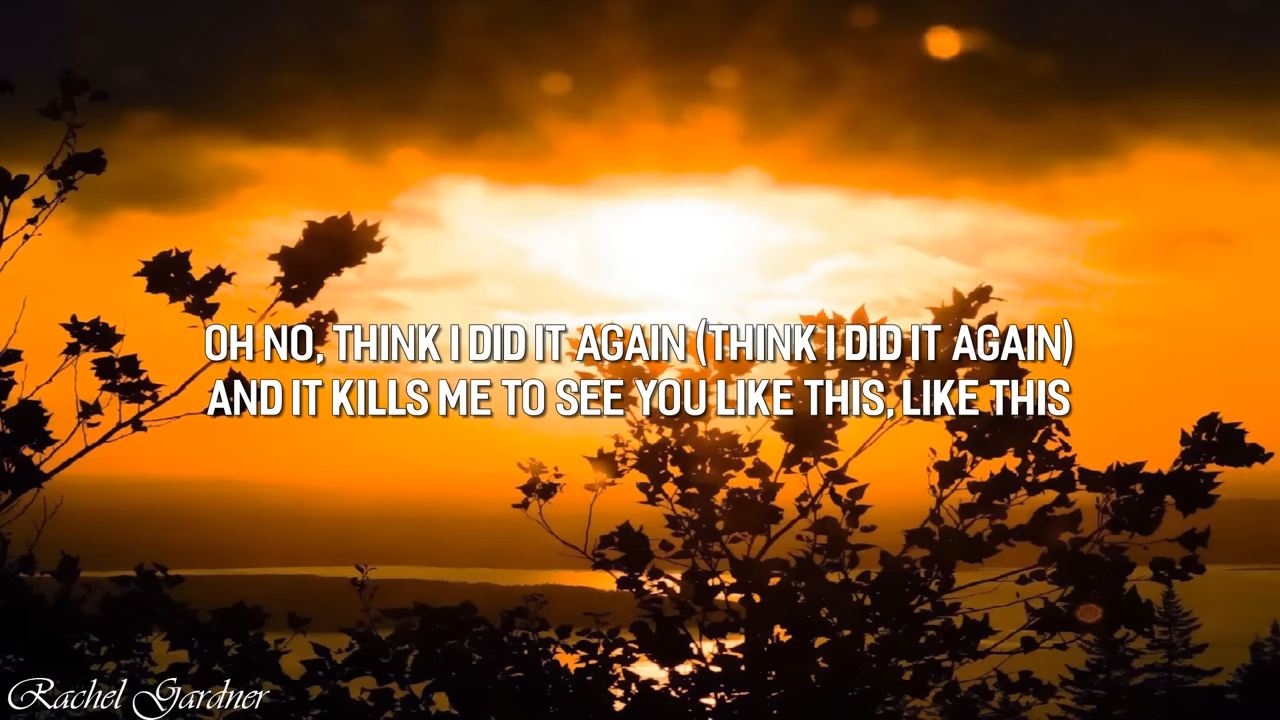 OH NO, THINK I DID IT AGAIN (THINK I DID IT AGAIN)
AND IT KILLS ME TO SEE YOU LIKE THIS, LIKE THIS
Rachel Gardner